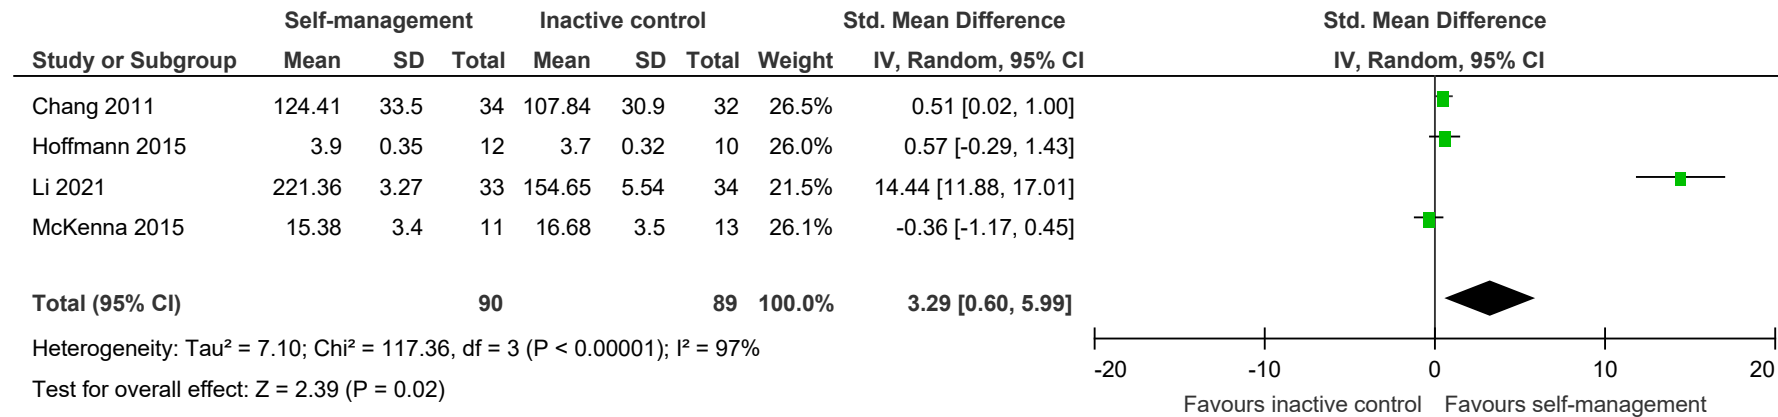 Self-management Inactive control Std. Mean Difference Std. Mean Difference
Study or Subgroup Mean SD Total Mean SD Total Weight IV, Random, 95% CI IV, Random, 95% CI
Chang 2011 124.41 33.5 34 107.84 30.9 32 26.5% 0.51 [0.02, 1.00]
Hoffmann 2015 3.9 0.35 12 3.7 0.32 10 26.0% 0.57 [-0.29, 1.43]
Li 2021 221.36 3.27 33 154.65 5.54 34 21.5% 14.44 [11.88, 17.01]
McKenna 2015 15.38 3.4 11 16.68 3.5 13 26.1% -0.36 [-1.17, 0.45]
Total (95% CI) 90 89 100.0% 3.29 [0.60, 5.99]
Heterogeneity: Tau² = 7.10; Chi² = 117.36, df = 3 (P < 0.00001); I² = 97%
Test for overall effect: Z = 2.39 (P = 0.02)
-20 -10 0 10 20
Favours inactive control Favours self-management